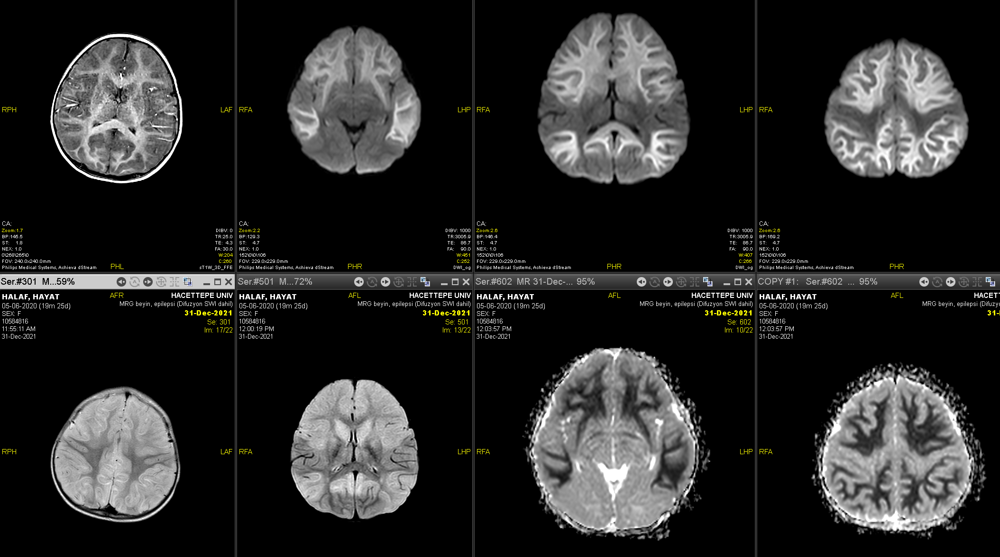 RPH
LAF
CA:
Zoom:1.7
BP:145.5
ST: 1.8
NEX: 1.0
0\268\265\0
FOV: 240.0x240.0mm
Philips Medical Systems, Achieva dStream
PHL
DIBV: 0
TR:25.0
TE: 4.3
FA: 30.0
W:204
C:260
sT1W_3D_FFE
RFA
LHP
CA:
Zoom:2.2
BP:129.3
ST: 4.7
NEX: 1.0
152\0\0\106
FOV: 229.0x229.0mm
Philips Medical Systems, Achieva dStream
PHR
DIBV: 1000
TR:3005.9
TE: 86.7
FA: 90.0
W:451
C:252
DWI_og
RFA
LHP
CA:
Zoom:2.6
BP:146.4
ST: 4.7
NEX: 1.0
152\0\0\106
FOV: 229.0x229.0mm
Philips Medical Systems, Achieva dStream
PHR
DIBV: 1000
TR:3005.9
TE: 86.7
FA: 90.0
W:407
C:266
DWI_og
RFA
CA:
Zoom:2.6
BP:169.2
ST: 4.7
NEX: 1.0
152\0\0\106
FOV: 229.0x229.0mm
Philips Medical Systems, Achieva dStream
PHR
Ser.#301 M...59%
HALAF, HAYAT
05-06-2020 (19m 25d)
SEX: F
10584816
11:55:11 AM
31-Dec-2021
AFR
HACETTEPE UNIV
MRG beyin, epilepsi (Difuzyon SWI dahil)
31-Dec-2021
Se: 301
Im: 17/22
RPH
LAF
Ser.#501 M...72%
HALAF, HAYAT
05-06-2020 (19m 25d)
SEX: F
10584816
12:00:19 PM
31-Dec-2021
AFL
HACETTEPE UNIV
MRG beyin, epilepsi (Difuzyon SWI dahil)
31-Dec-2021
Se: 501
Im: 13/22
RFA
LHP
Ser.#602 MR 31-Dec-... 95%
HALAF, HAYAT
05-06-2020 (19m 25d)
SEX: F
10584816
12:03:57 PM
31-Dec-2021
AFL
HACETTEPE UNIV
MRG beyin, epilepsi (Difuzyon SWI dahil)
31-Dec-2021
Se: 602
Im: 10/22
RFA
LHP
COPY #1: Ser.#602 ... 95%
HALAF, HAYAT
05-06-2020 (19m 25d)
SEX: F
10584816
12:03:57 PM
31-Dec-2021
AFL
HACETT
MRG beyin, epilepsi (Difuzy
31-
RFA